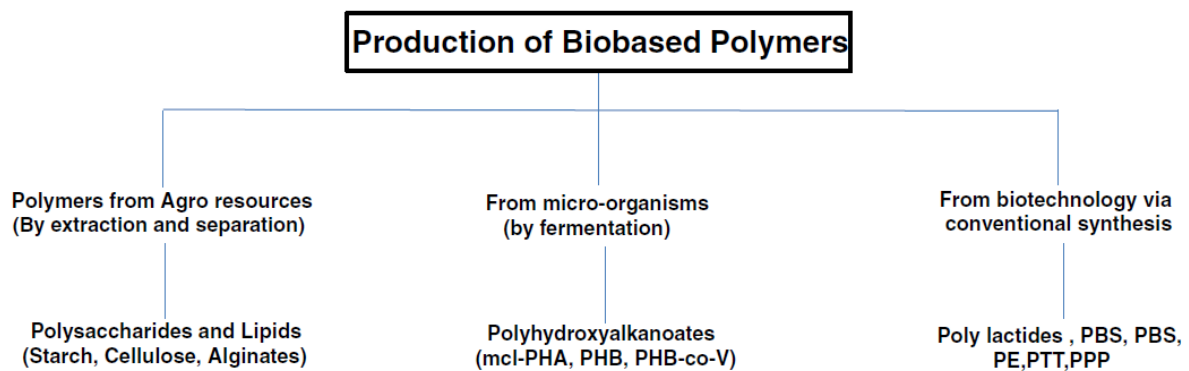 Production of Biobased Polymers
Polymers from Agro resources
(By extraction and separation)
From micro-organisms
(by fermentation)
From biotechnology via
conventional synthesis
Polysaccharides and Lipids
(Starch, Cellulose, Alginates)
Polyhydroxyalkanoates
(mcl-PHA, PHB, PHB-co-V)
Poly lactides , PBS, PBS,
PE,PTT,PPP